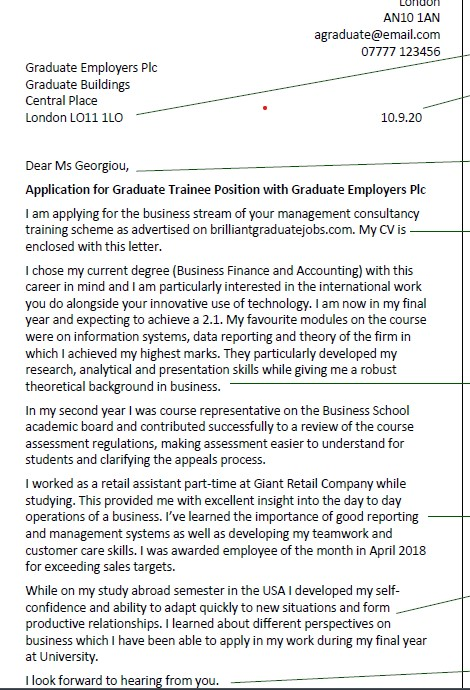 London
AN10 1AN
agraduate@email.com
07777 123456
Graduate Employers Plc
Graduate Buildings
Central Place
London LO11 1LO
10.9.20
Dear Ms Georgiou,
Application for Graduate Trainee Position with Graduate Employers Plc
I am applying for the business stream of your management consultancy
training scheme as advertised on brilliantgraduatejobs.com. My CV is
enclosed with this letter.
I chose my current degree (Business Finance and Accounting) with this
career in mind and I am particularly interested in the international work
you do alongside your innovative use of technology. I am now in my final
year and expecting to achieve a 2.1. My favourite modules on the course
were on information systems, data reporting and theory of the firm in
which I achieved my highest marks. They particularly developed my
research, analytical and presentation skills while giving me a robust
theoretical background in business.
In my second year I was course representative on the Business School
academic board and contributed successfully to a review of the course
assessment regulations, making assessment easier to understand for
students and clarifying the appeals process.
I worked as a retail assistant part-time at Giant Retail Company while
studying. This provided me with excellent insight into the day to day
operations of a business. I’ve learned the importance of good reporting
and management systems as well as developing my teamwork and
customer care skills. I was awarded employee of the month in April 2018
for exceeding sales targets.
While on my study abroad semester in the USA I developed my self-
confidence and ability to adapt quickly to new situations and form
productive relationships. I learned about different perspectives on
business which I have been able to apply in my work during my final year
at University.
I look forward to hearing from you.